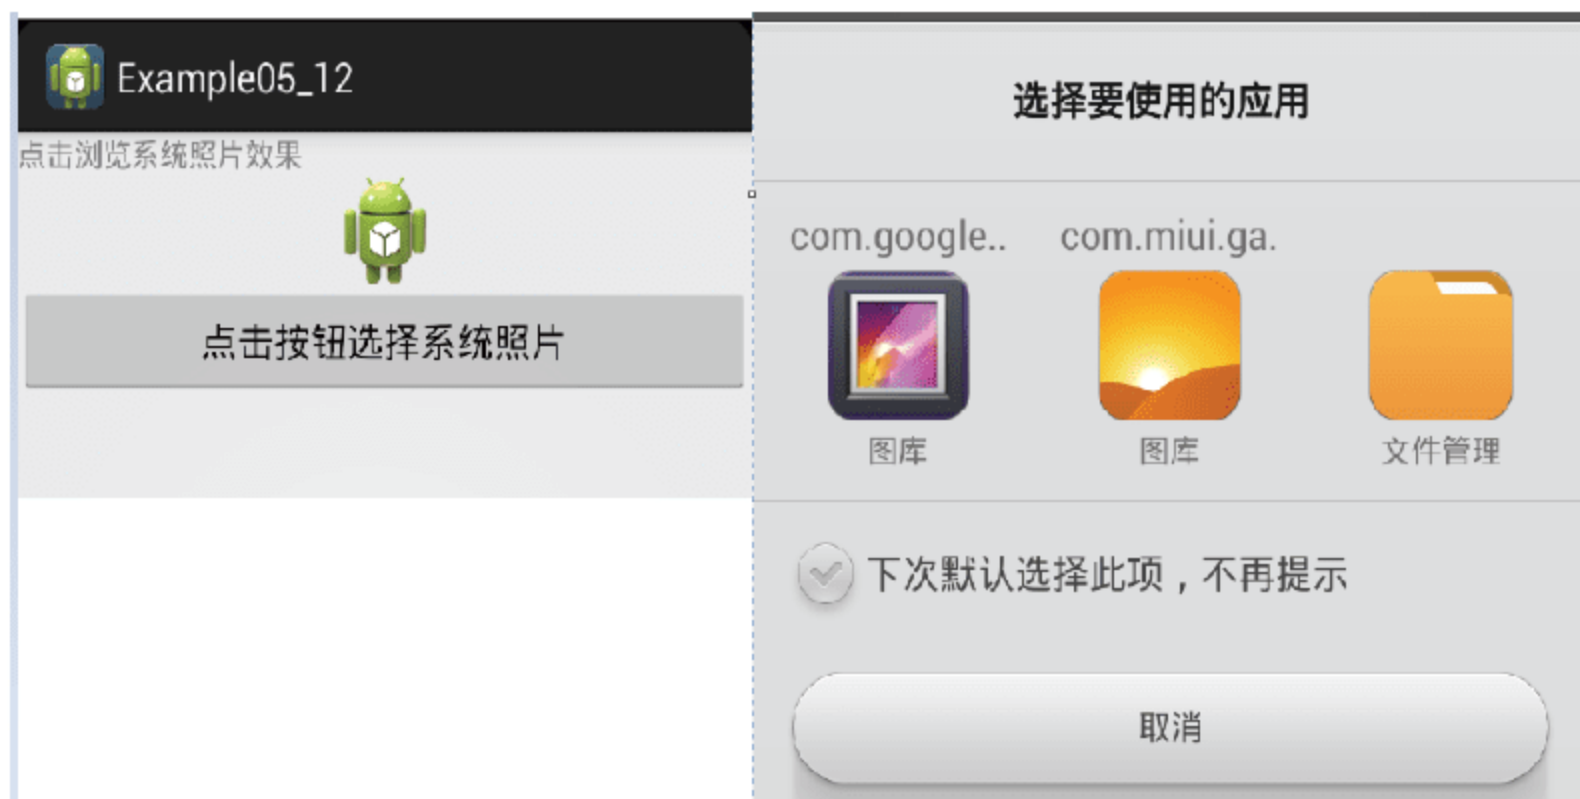 Example05_12
点击浏览系统照片效果
点击按钮选择系统照片
选择要使用的应用
com.google.. com.miui.ga.
图库 图库 文件管理
下次默认选择此项，不再提示
取消